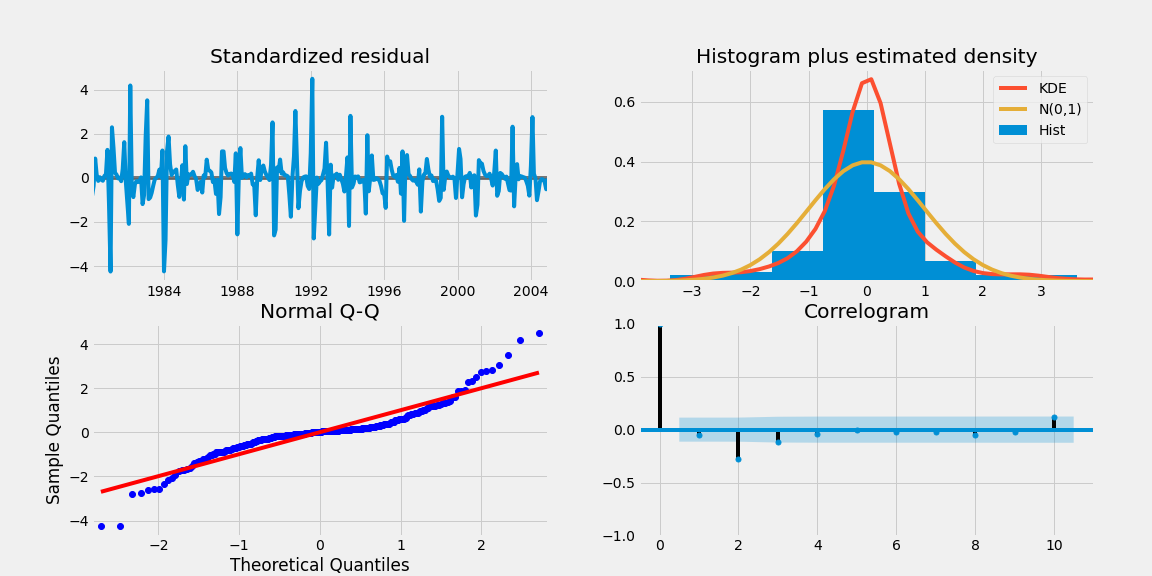 Standardized residual
4
2
0
−2
−4
1984 1988 1992 1996 2000 2004
Histogram plus estimated density
0.6
0.4
0.2
0.0
KDE
N(0,1)
Hist
−3 −2 −1 0 1 2 3
Normal Q-Q
Sample Quantiles
4
2
0
−2
−4
−2 −1 0 1 2
Theoretical Quantiles
Correlogram
1.0
0.5
0.0
−0.5
−1.0
0 2 4 6 8 10